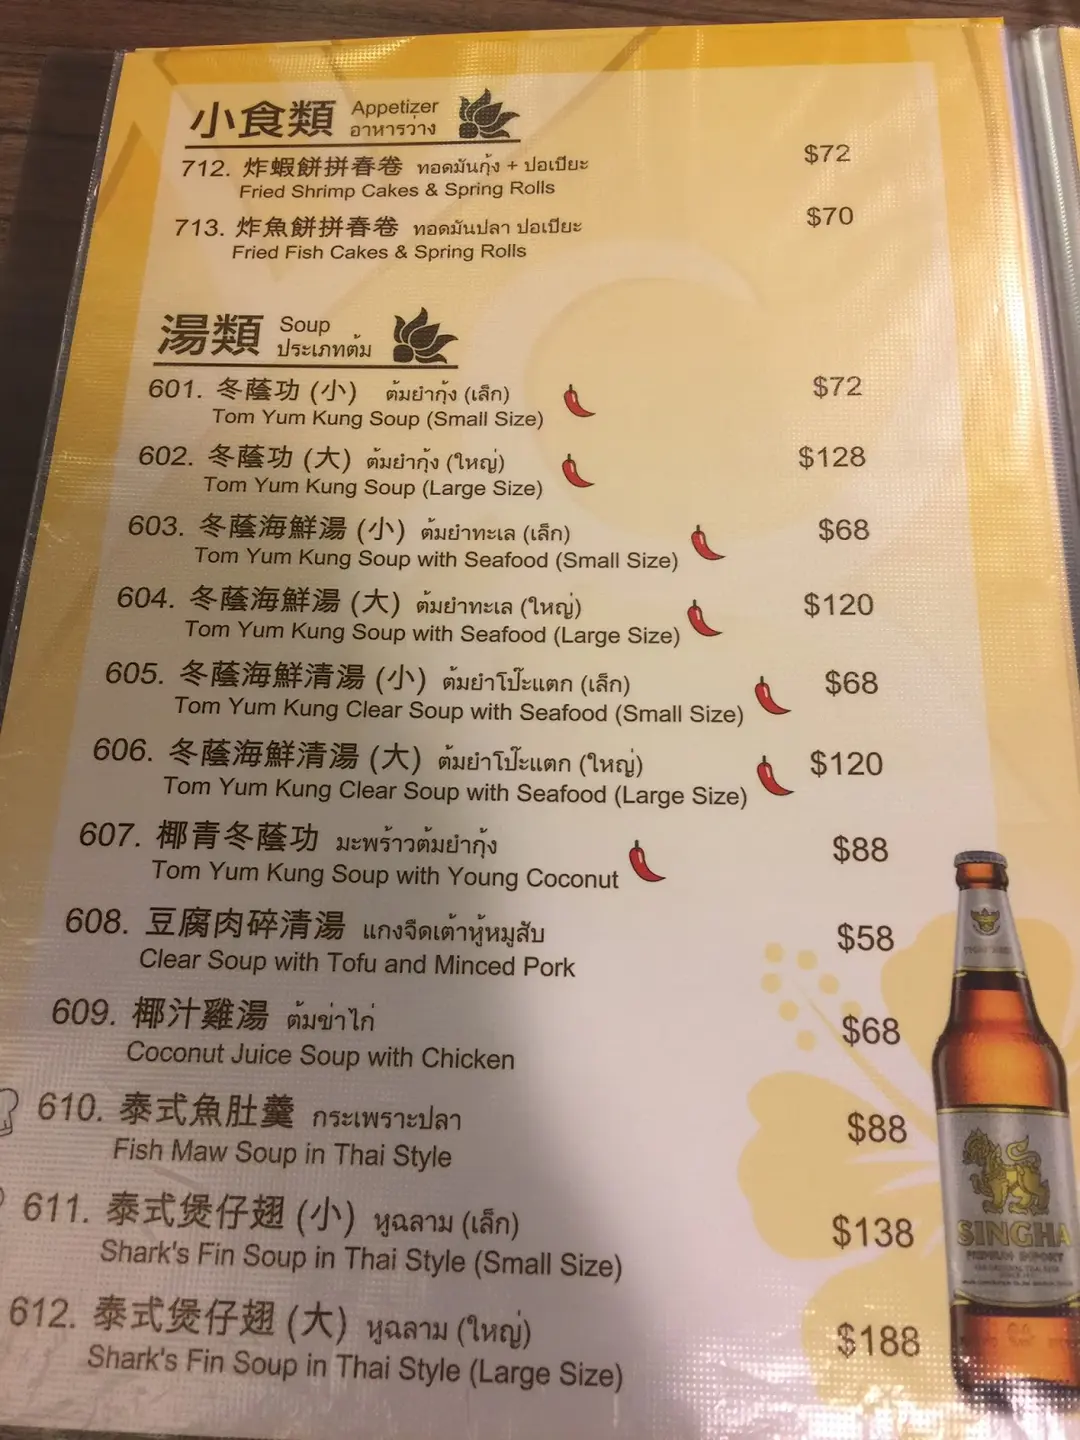 小食類 Appetizer
อาหารว่าง
712. 炸蝦餅拼春卷 ทอดมันกุ้ง + ปอเปียะ $72
Fried Shrimp Cakes & Spring Rolls
713. 炸魚餅拼春卷 ทอดมันปลา ปอเปียะ $70
Fried Fish Cakes & Spring Rolls
湯類 Soup
ประเภทต้ม
601. 冬蔭功 (小) ต้มยำกุ้ง (เล็ก) $72
Tom Yum Kung Soup (Small Size)
602. 冬蔭功 (大) ต้มยำกุ้ง (ใหญ่) $128
Tom Yum Kung Soup (Large Size)
603. 冬蔭海鮮湯 (小) ต้มยำทะเล (เล็ก) $68
Tom Yum Kung Soup with Seafood (Small Size)
604. 冬蔭海鮮湯 (大) ต้มยำทะเล (ใหญ่) $120
Tom Yum Kung Soup with Seafood (Large Size)
605. 冬蔭海鮮清湯 (小) ต้มยำโป๊ะแตก (เล็ก) $68
Tom Yum Kung Clear Soup with Seafood (Small Size)
606. 冬蔭海鮮清湯 (大) ต้มยำโป๊ะแตก (ใหญ่) $120
Tom Yum Kung Clear Soup with Seafood (Large Size)
607. 椰青冬蔭功 มะพร้าวต้มยำกุ้ง $88
Tom Yum Kung Soup with Young Coconut
608. 豆腐肉碎清湯 แกงจืดเต้าหู้หมูสับ $58
Clear Soup with Tofu and Minced Pork
609. 椰汁雞湯 ต้มข่าไก่ $68
Coconut Juice Soup with Chicken
610. 泰式魚肚羹 กระเพราะปลา $88
Fish Maw Soup in Thai Style
611. 泰式煲仔翅 (小) หูฉลาม (เล็ก) $138
Shark's Fin Soup in Thai Style (Small Size)
612. 泰式煲仔翅 (大) หูฉลาม (ใหญ่) $188
Shark's Fin Soup in Thai Style (Large Size)
SINGHA
PREMIUM IMPORT